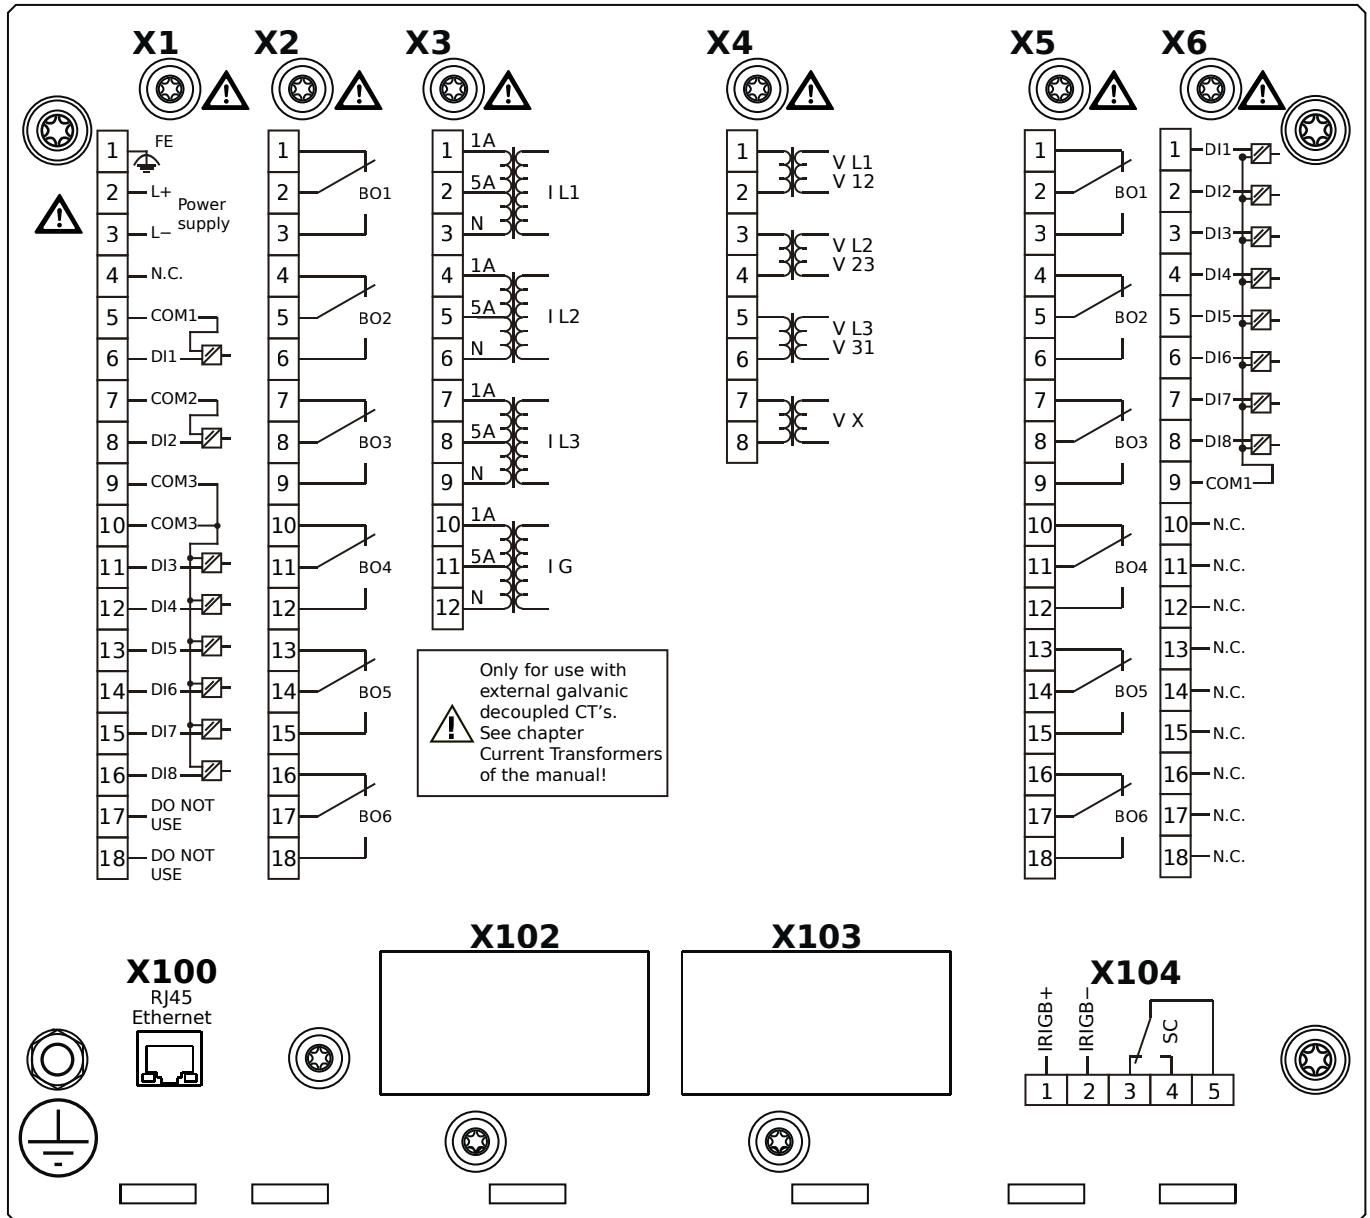 X1 X2 X3 X4 X5 X6
1 FE
2 L+
Power
supply
3 L−
4 N.C.
5 COM1
6 DI1
7 COM2
8 DI2
9 COM3
10 COM3
11 DI3
12 DI4
13 DI5
14 DI6
15 DI7
16 DI8
17 DO NOT
USE
18 DO NOT
USE
1
2 BO1
3
4
5 BO2
6
7
8 BO3
9
10
11 BO4
12
13
14 BO5
15
16
17 BO6
18
1 1A
2 5A I L1
3 N
4 1A
5 5A I L2
6 N
7 1A
8 5A I L3
9 N
10 1A
11 5A I G
12 N
Only for use with
external galvanic
decoupled CT's.
See chapter
Current Transformers
of the manual!
1 V L1
2 V 12
3 V L2
4 V 23
5 V L3
6 V 31
7 V X
8
1
2 BO1
3
4
5 BO2
6
7
8 BO3
9
10
11 BO4
12
13
14 BO5
15
16
17 BO6
18
1 DI1
2 DI2
3 DI3
4 DI4
5 DI5
6 DI6
7 DI7
8 DI8
9 COM1
10 N.C.
11 N.C.
12 N.C.
13 N.C.
14 N.C.
15 N.C.
16 N.C.
17 N.C.
18 N.C.
X100
RJ45
Ethernet
X102
X103
X104
IRIGB+
IRIGB−
SC
1 2 3 4 5